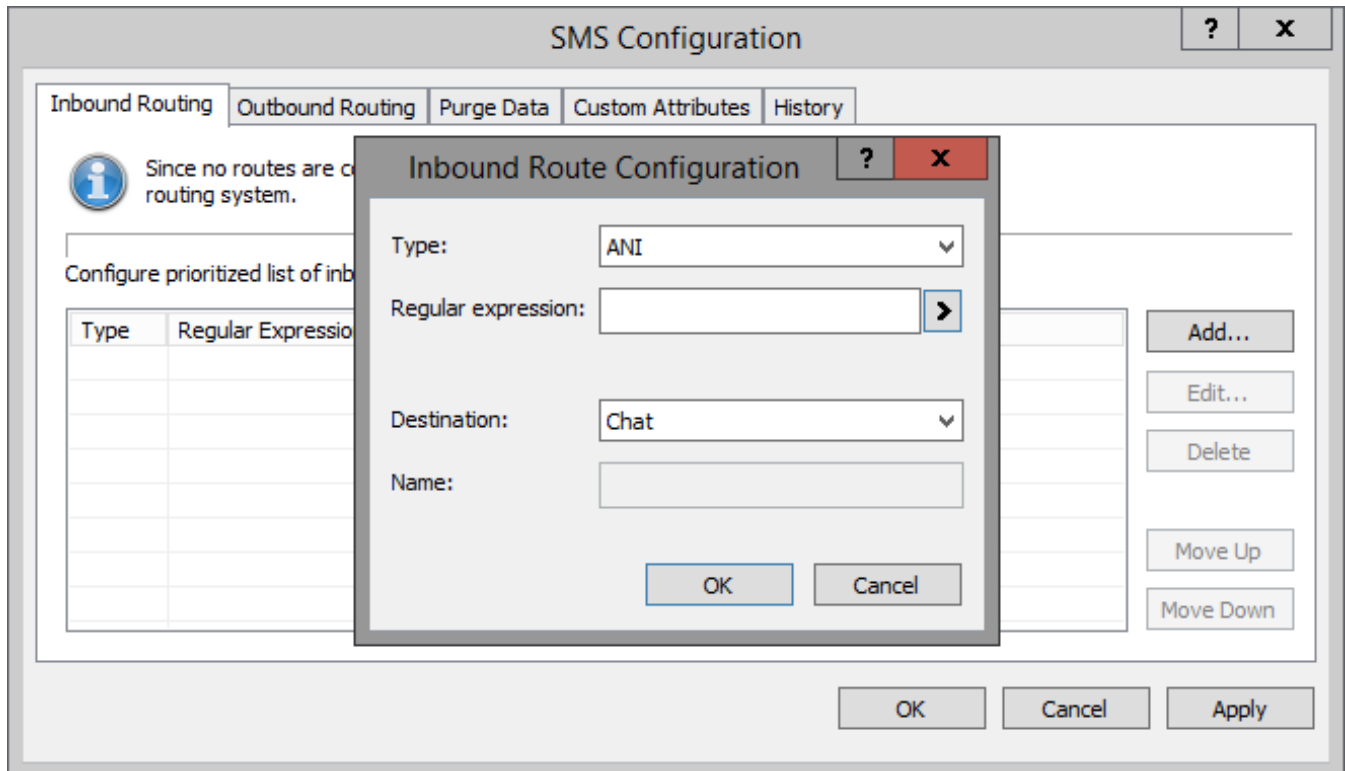 SMS Configuration
?
x
Inbound Routing
Outbound Routing
Purge Data
Custom Attributes
History
Since no routes are
routing system.
Configure prioritized list of
Type
Regular
Add...
Edit...
Delete
Move Up
Move Down
OK
Cancel
Apply
Inbound Route Configuration
?
x
Type:
ANI
Regular expression:
Destination:
Chat
Name:
OK
Cancel